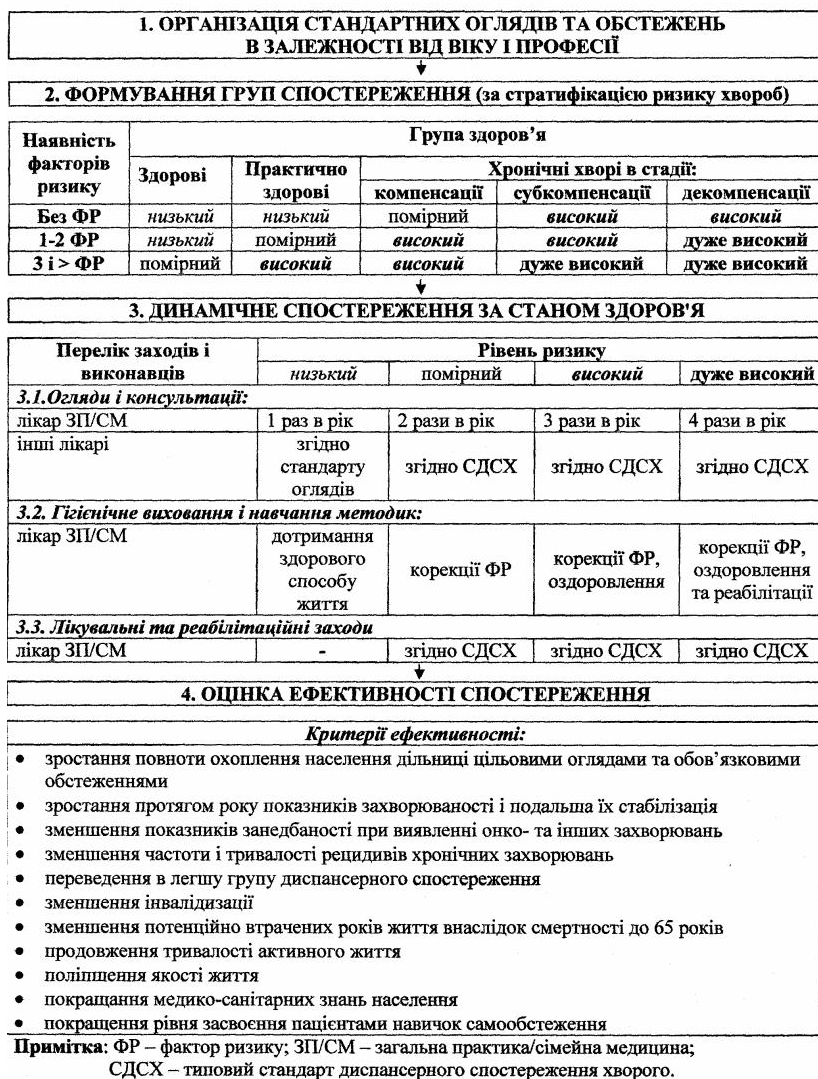 1. ОРГАНІЗАЦІЯ СТАНДАРТНИХ ОГЛЯДІВ ТА ОБСТЕЖЕНЬ
В ЗАЛЕЖНОСТІ ВІД ВІКУ І ПРОФЕСІЇ
2. ФОРМУВАННЯ ГРУП СПОСТЕРЕЖЕННЯ (за стратифікацією ризику хвороб)
Наявність факторів ризику
Група здоров’я
Здорові Практично здорові Хронічні хворі в стадії:
компенсації субкомпенсації декомпенсації
Без ФР низький низький помірний високий високий
1-2 ФР низький помірний високий високий дуже високий
3 і > ФР помірний високий високий дуже високий дуже високий
3. ДИНАМІЧНЕ СПОСТЕРЕЖЕННЯ ЗА СТАНОМ ЗДОРОВ'Я
Перелік заходів і виконавців Рівень ризику
низький помірний високий дуже високий
3.1.Огляди і консультації:
лікар ЗП/СМ 1 раз в рік 2 рази в рік 3 рази в рік 4 рази в рік
інші лікарі згідно стандарту оглядів згідно СДСХ згідно СДСХ згідно СДСХ
3.2. Гігієнічне виховання і навчання методик:
лікар ЗП/СМ дотримання здорового способу життя корекції ФР корекції ФР, оздоровлення корекції ФР, оздоровлення та реабілітації
3.3. Лікувальні та реабілітаційні заходи
лікар ЗП/СМ - згідно СДСХ згідно СДСХ згідно СДСХ
4. ОЦІНКА ЕФЕКТИВНОСТІ СПОСТЕРЕЖЕННЯ
Критерії ефективності:
• зростання повноти охоплення населення дільниці цільовими оглядами та обов’язковими
обстеженнями
• зростання протягом року показників захворюваності і подальша їх стабілізація
• зменшення показників занедбаності при виявленні онко- та інших захворювань
• зменшення частоти і тривалості рецидивів хронічних захворювань
• переведення в легшу групу диспансерного спостереження
• зменшення інвалідизації
• зменшення потенційно втрачених років життя внаслідок смертності до 65 років
• продовження тривалості активного життя
• поліпшення якості життя
• покращання медико-санітарних знань населення
• покращення рівня засвоєння пацієнтами навичок самообстеження
Примітка: ФР – фактор ризику; ЗП/СМ – загальна практика/сімейна медицина;
СДСХ – типовий стандарт диспансерного спостереження хворого.